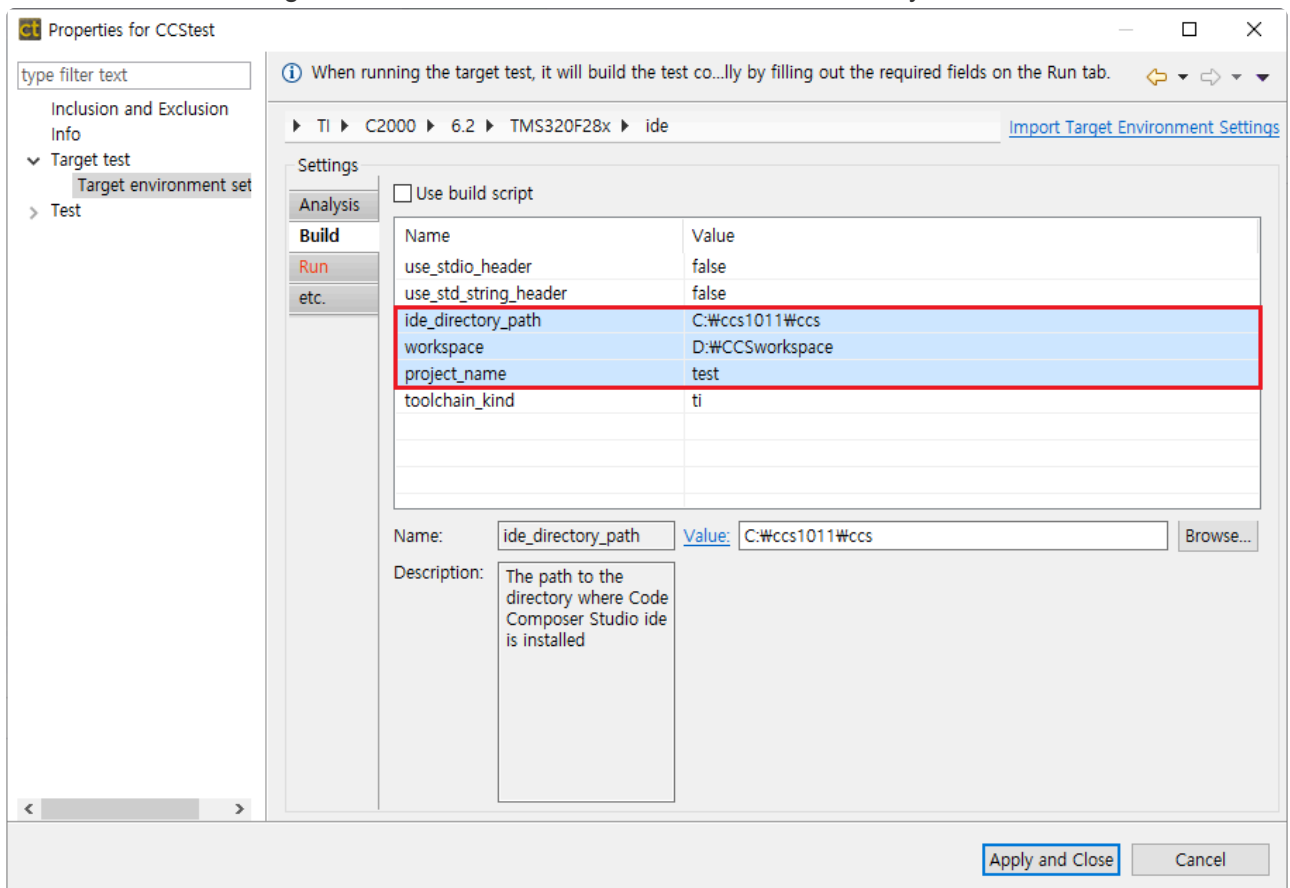 ct Properties for CCStest
type filter text
Inclusion and Exclusion
Info
Target test
Target environment set
Test
When running the target test, it will build the test co...lly by filling out the required fields on the Run tab.
TI C2000 6.2 TMS320F28x ide
Import Target Environment Settings
Settings
Analysis
Build
Run
etc.
Use build script
Name Value
use_stdio_header false
use_std_string_header false
ide_directory_path C:₩ccs1011₩ccs
workspace D:₩CCSworkspace
project_name test
toolchain_kind ti
Name: ide_directory_path Value: C:₩ccs1011₩ccs Browse...
Description: The path to the
directory where Code
Composer Studio ide
is installed
Apply and Close Cancel